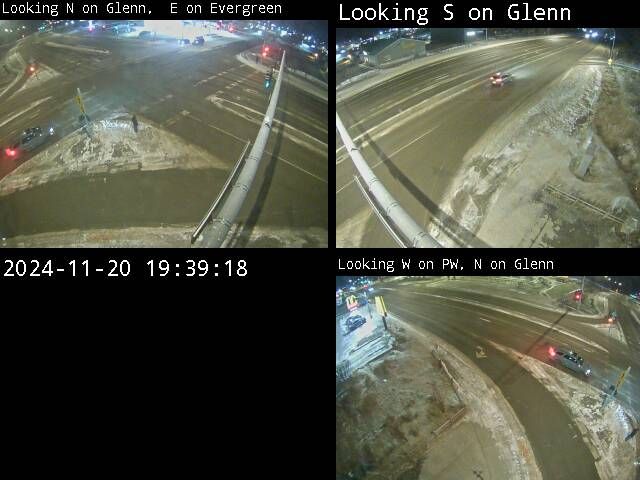 Looking N on Glenn,  E on Evergreen
Looking S on Glenn
2024-11-20 19:39:18
Looking W on PW, N on Glenn